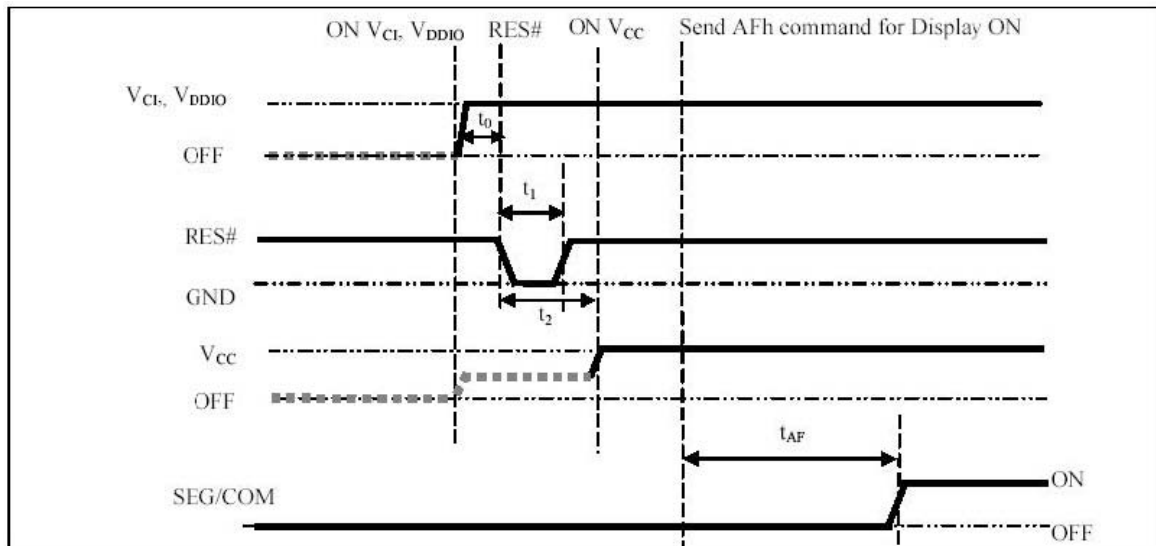 ON VCI, VDDIO RES# ON VCC Send AFh command for Display ON
VCI, VDDIO
t0
OFF
t1
RES#
GND
t2
VCC
OFF
tAF
SEG/COM
ON
OFF